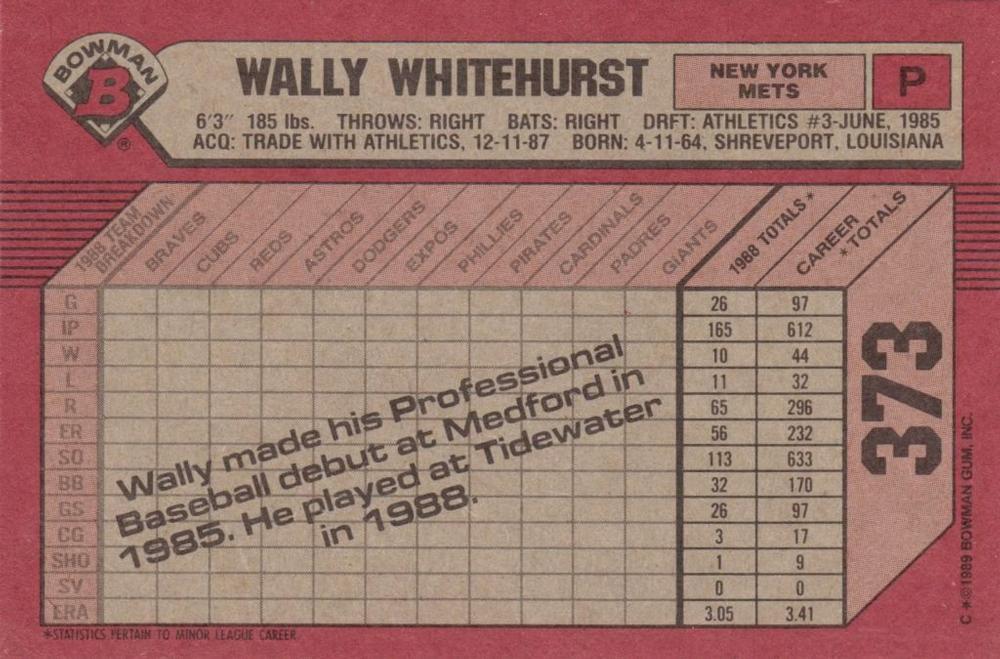 BOWMAN
B
®
WALLY WHITEHURST
NEW YORK
METS
P
6'3" 185 lbs. THROWS: RIGHT BATS: RIGHT DRFT: ATHLETICS #3-JUNE, 1985
ACQ: TRADE WITH ATHLETICS, 12-11-87 BORN: 4-11-64, SHREVEPORT, LOUISIANA
1988 TEAM
BREAKDOWN
BRAVES
CUBS
REDS
ASTROS
DODGERS
EXPOS
PHILLIES
PIRATES
CARDINALS
PADRES
GIANTS
1988 TOTALS*
CAREER
* TOTALS
G 26 97
IP 165 612
W 10 44
L 11 32
R 65 296
ER 56 232
SO 113 633
BB 32 170
GS 26 97
CG 3 17
SHO 1 9
SV 0 0
ERA 3.05 3.41
Wally made his Professional
Baseball debut at Medford in
1985. He played at Tidewater
in 1988.
373
C *©1989 BOWMAN GUM, INC.
*STATISTICS PERTAIN TO MINOR LEAGUE CAREER